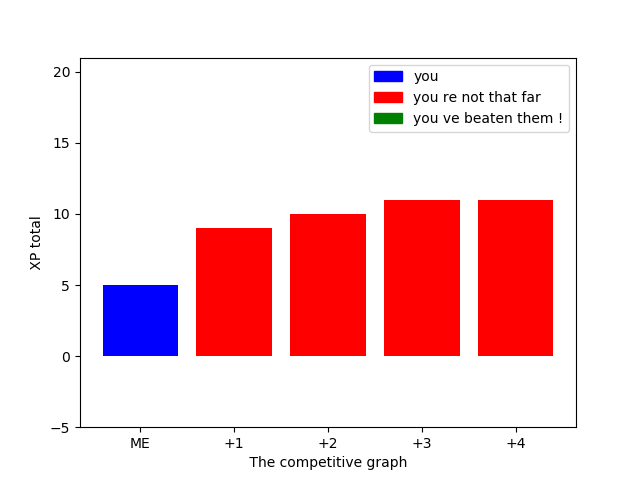 20
15
10
5
0
−5
XP total
you
you re not that far
you ve beaten them !
ME +1 +2 +3 +4
The competitive graph